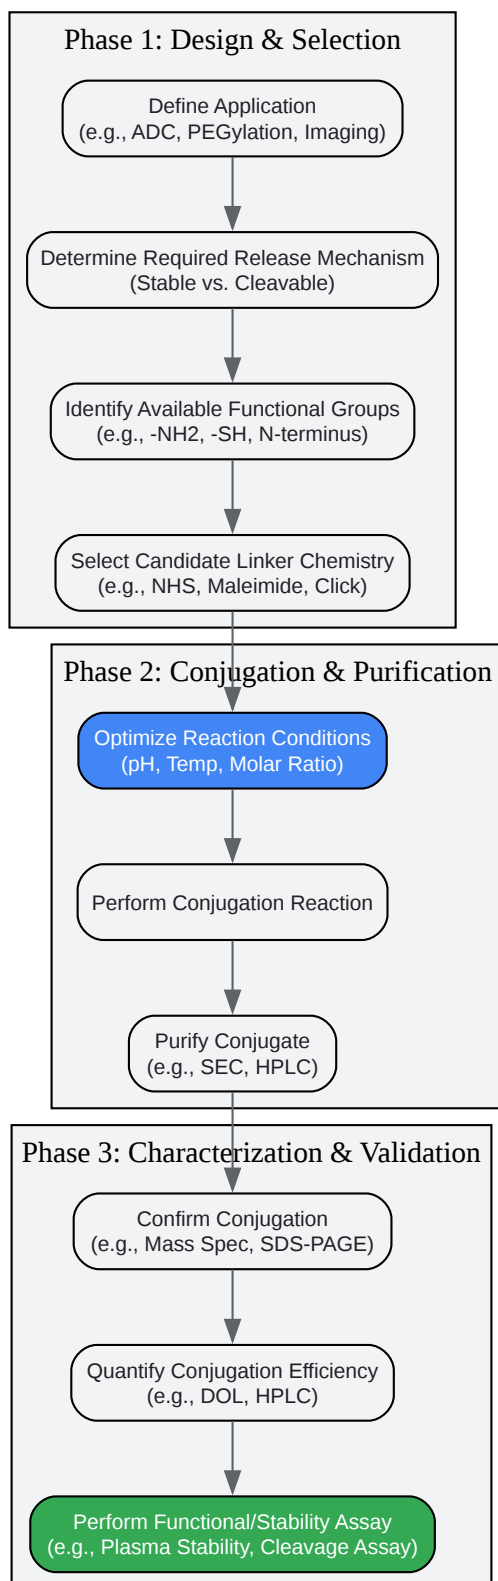 Phase 1: Design & Selection
Define Application
(e.g., ADC, PEGylation, Imaging)
Determine Required Release Mechanism
(Stable vs. Cleavable)
Identify Available Functional Groups
(e.g., -NH2, -SH, N-terminus)
Select Candidate Linker Chemistry
(e.g., NHS, Maleimide, Click)
Phase 2: Conjugation & Purification
Optimize Reaction Conditions
(pH, Temp, Molar Ratio)
Perform Conjugation Reaction
Purify Conjugate
(e.g., SEC, HPLC)
Phase 3: Characterization & Validation
Confirm Conjugation
(e.g., Mass Spec, SDS-PAGE)
Quantify Conjugation Efficiency
(e.g., DOL, HPLC)
Perform Functional/Stability Assay
(e.g., Plasma Stability, Cleavage Assay)